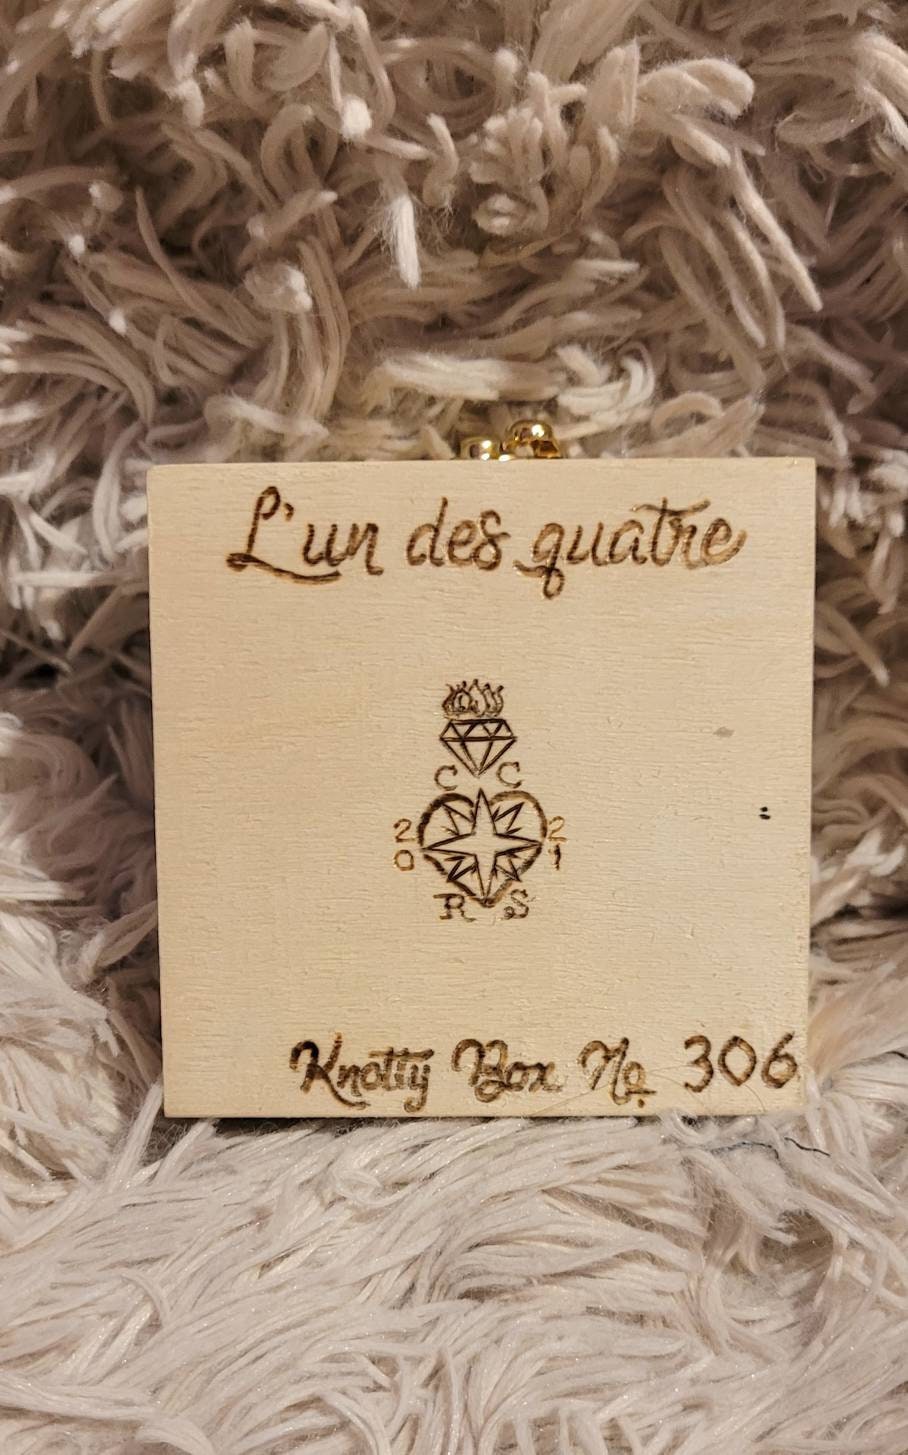 L'un des quatre
C C
2 2
0 1
R S
Knotty Box No. 306